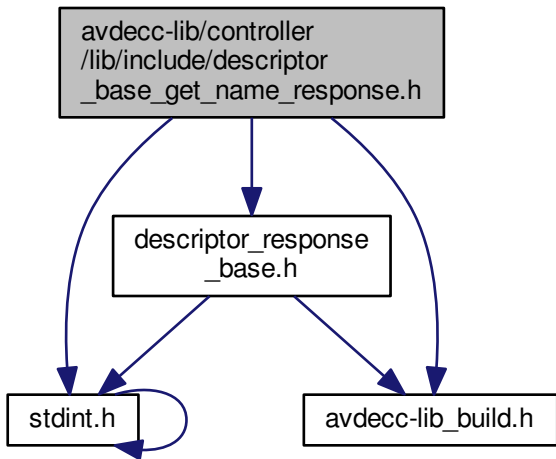 avdecc-lib/controller
/lib/include/descriptor
_base_get_name_response.h
descriptor_response
_base.h
stdint.h
avdecc-lib_build.h